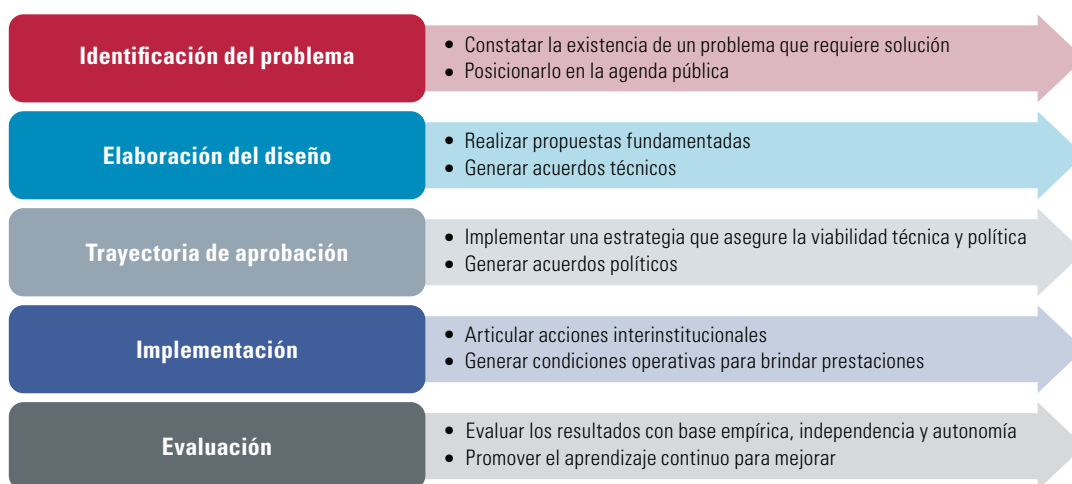 Identificación del problema
• Constatar la existencia de un problema que requiere solución
• Posicionarlo en la agenda pública
Elaboración del diseño
• Realizar propuestas fundamentadas
• Generar acuerdos técnicos
Trayectoria de aprobación
• Implementar una estrategia que asegure la viabilidad técnica y política
• Generar acuerdos políticos
Implementación
• Articular acciones interinstitucionales
• Generar condiciones operativas para brindar prestaciones
Evaluación
• Evaluar los resultados con base empírica, independencia y autonomía
• Promover el aprendizaje continuo para mejorar